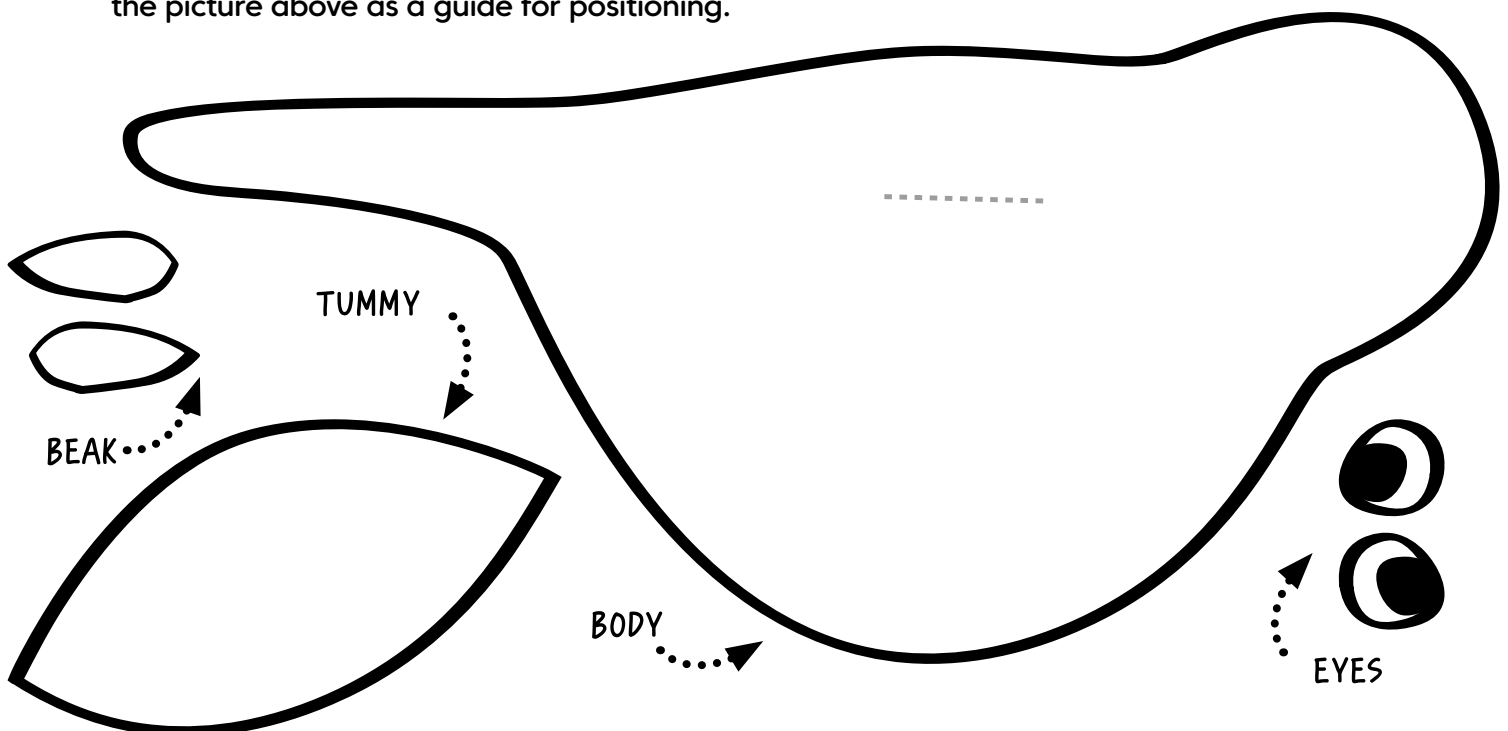 the picture above as a guide for positioning.
TUMMY
BEAK
BODY
EYES